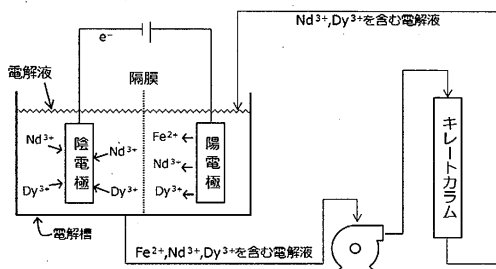 Nd³⁺,Dy³⁺を含む電解液
e⁻
電解液
隔膜
Nd³⁺
Nd³⁺
Dy³⁺
Dy³⁺
陰電極
Fe²⁺
Nd³⁺
Dy³⁺
陽電極
キレートカラム
電解槽
Fe²⁺,Nd³⁺,Dy³⁺を含む電解液